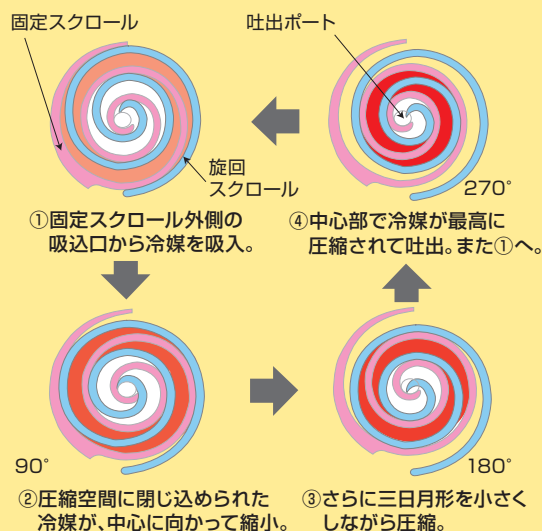 固定スクロール
吐出ポート
旋回
スクロール
270°
①固定スクロール外側の
吸込口から冷媒を吸入。
④中心部で冷媒が最高に
圧縮されて吐出。また①へ。
90°
180°
②圧縮空間に閉じ込められた
冷媒が、中心に向かって縮小。
③さらに三日月形を小さく
しながら圧縮。